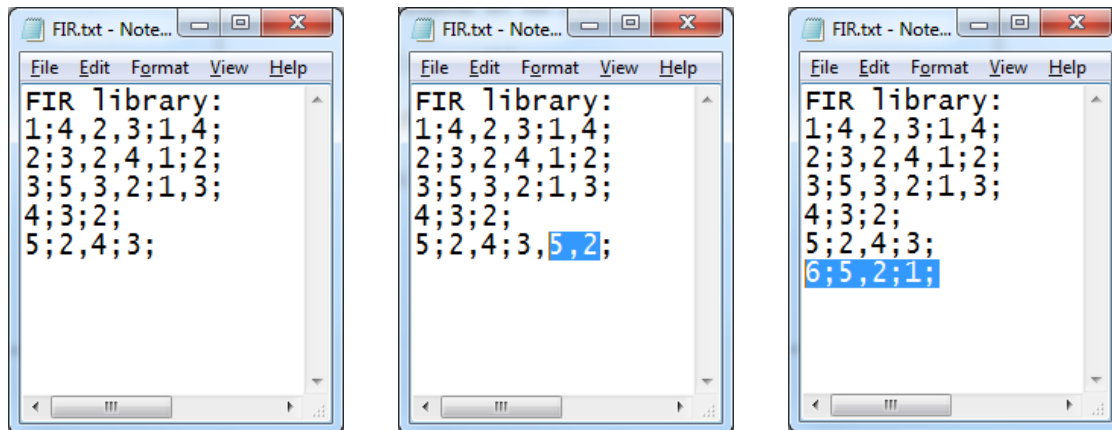 FIR.txt - Note...
File Edit Format View Help
FIR library:
1;4,2,3;1,4;
2;3,2,4,1;2;
3;5,3,2;1,3;
4;3;2;
5;2,4;3;
FIR.txt - Note...
File Edit Format View Help
FIR library:
1;4,2,3;1,4;
2;3,2,4,1;2;
3;5,3,2;1,3;
4;3;2;
5;2,4;3,5,2;
FIR.txt - Note...
File Edit Format View Help
FIR library:
1;4,2,3;1,4;
2;3,2,4,1;2;
3;5,3,2;1,3;
4;3;2;
5;2,4;3;
6;5,2;1;